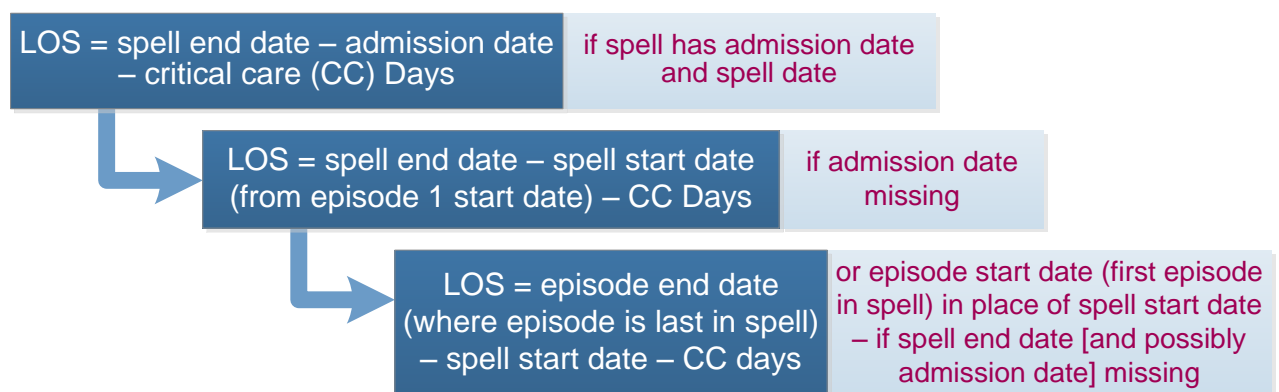 LOS = spell end date – admission date
– critical care (CC) Days
if spell has admission date
and spell date
LOS = spell end date – spell start date
(from episode 1 start date) – CC Days
if admission date
missing
LOS = episode end date
(where episode is last in spell)
– spell start date – CC days
or episode start date (first episode
in spell) in place of spell start date
– if spell end date [and possibly
admission date] missing